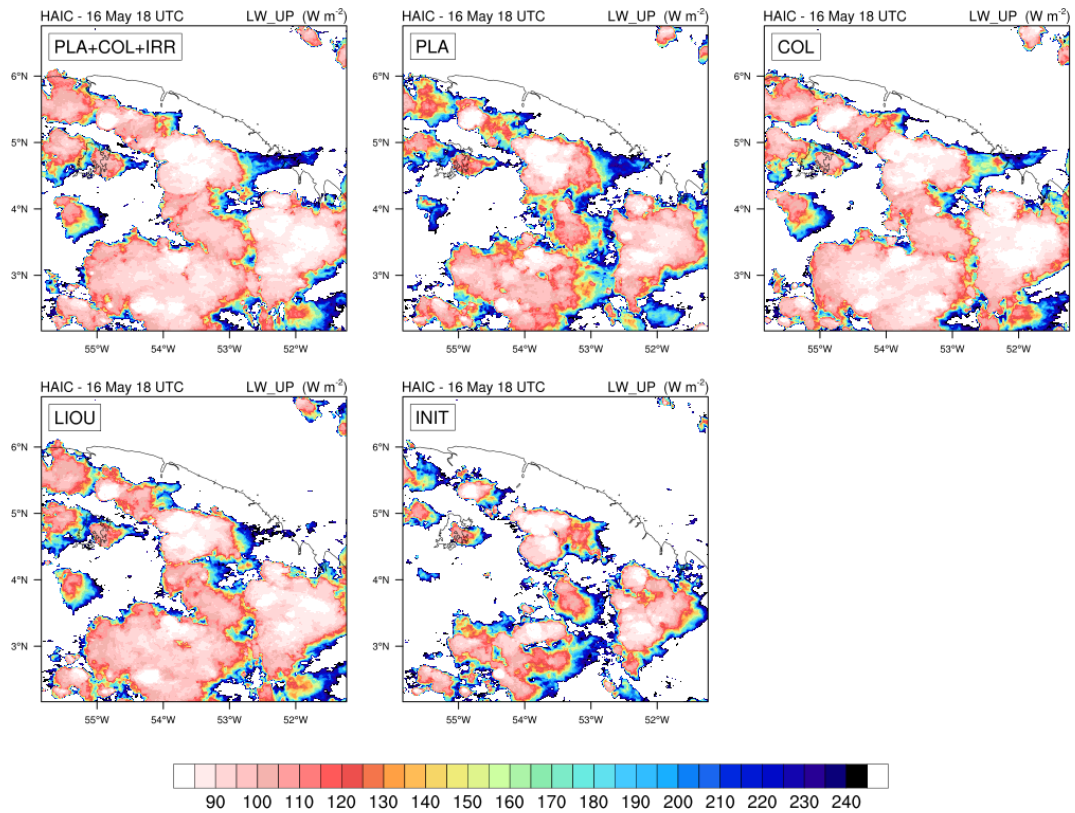 HAIC - 16 May 18 UTC LW_UP (W m-2) HAIC - 16 May 18 UTC LW_UP (W m-2) HAIC - 16 May 18 UTC LW_UP (W m-2)
PLA+COL+IRR PLA COL
6°N 6°N 6°N
5°N 5°N 5°N
4°N 4°N 4°N
3°N 3°N 3°N
55°W 54°W 53°W 52°W 55°W 54°W 53°W 52°W 55°W 54°W 53°W 52°W
HAIC - 16 May 18 UTC LW_UP (W m-2) HAIC - 16 May 18 UTC LW_UP (W m-2)
LIOU INIT
6°N 6°N
5°N 5°N
4°N 4°N
3°N 3°N
55°W 54°W 53°W 52°W 55°W 54°W 53°W 52°W
90 100 110 120 130 140 150 160 170 180 190 200 210 220 230 240